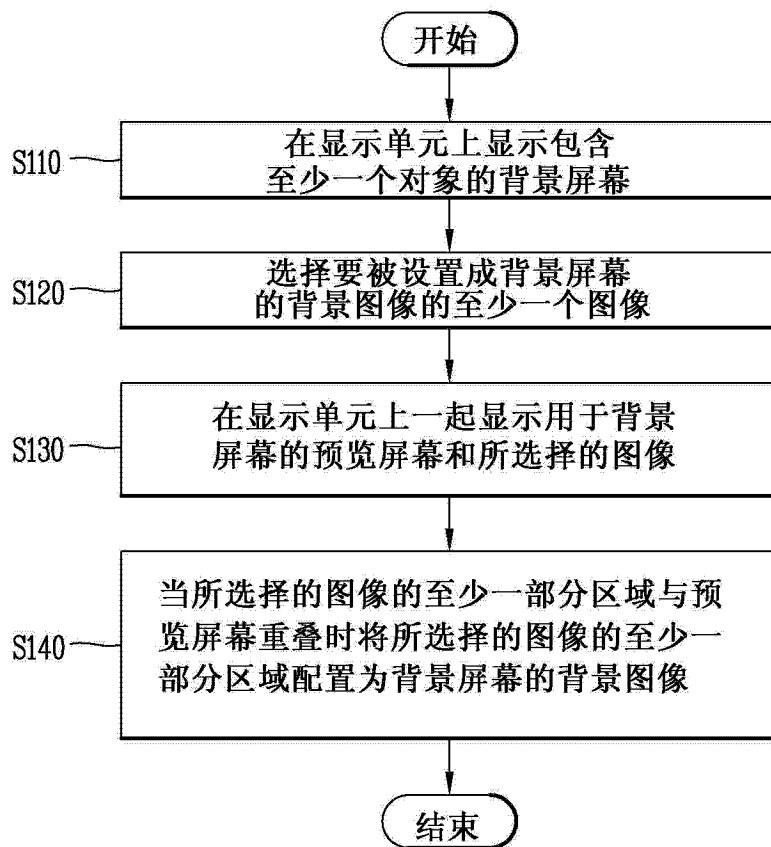 开始
S110
在显示单元上显示包含
至少一个对象的背景屏幕
S120
选择要被设置成背景屏幕
的背景图像的至少一个图像
S130
在显示单元上一起显示用于背景
屏幕的预览屏幕和所选择的图像
S140
当所选择的图像的至少一部分区域与预
览屏幕重叠时将所选择的图像的至少一
部分区域配置为背景屏幕的背景图像
结束